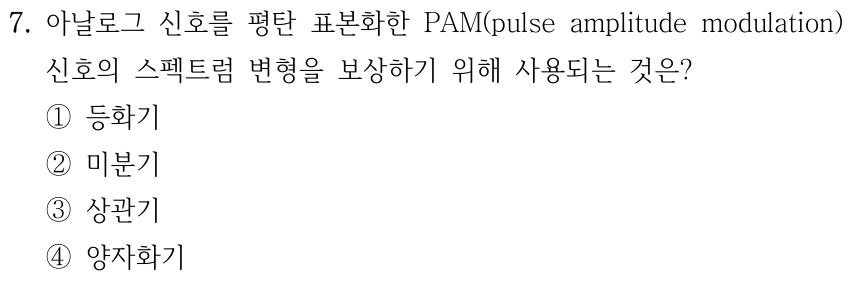 7. 아날로그 신호를 평탄 표본화한 PAM(pulse amplitude modulation)
신호의 스펙트럼 변형을 보상하기 위해 사용되는 것은?
① 등화기
② 미분기
③ 상관기
④ 양자화기